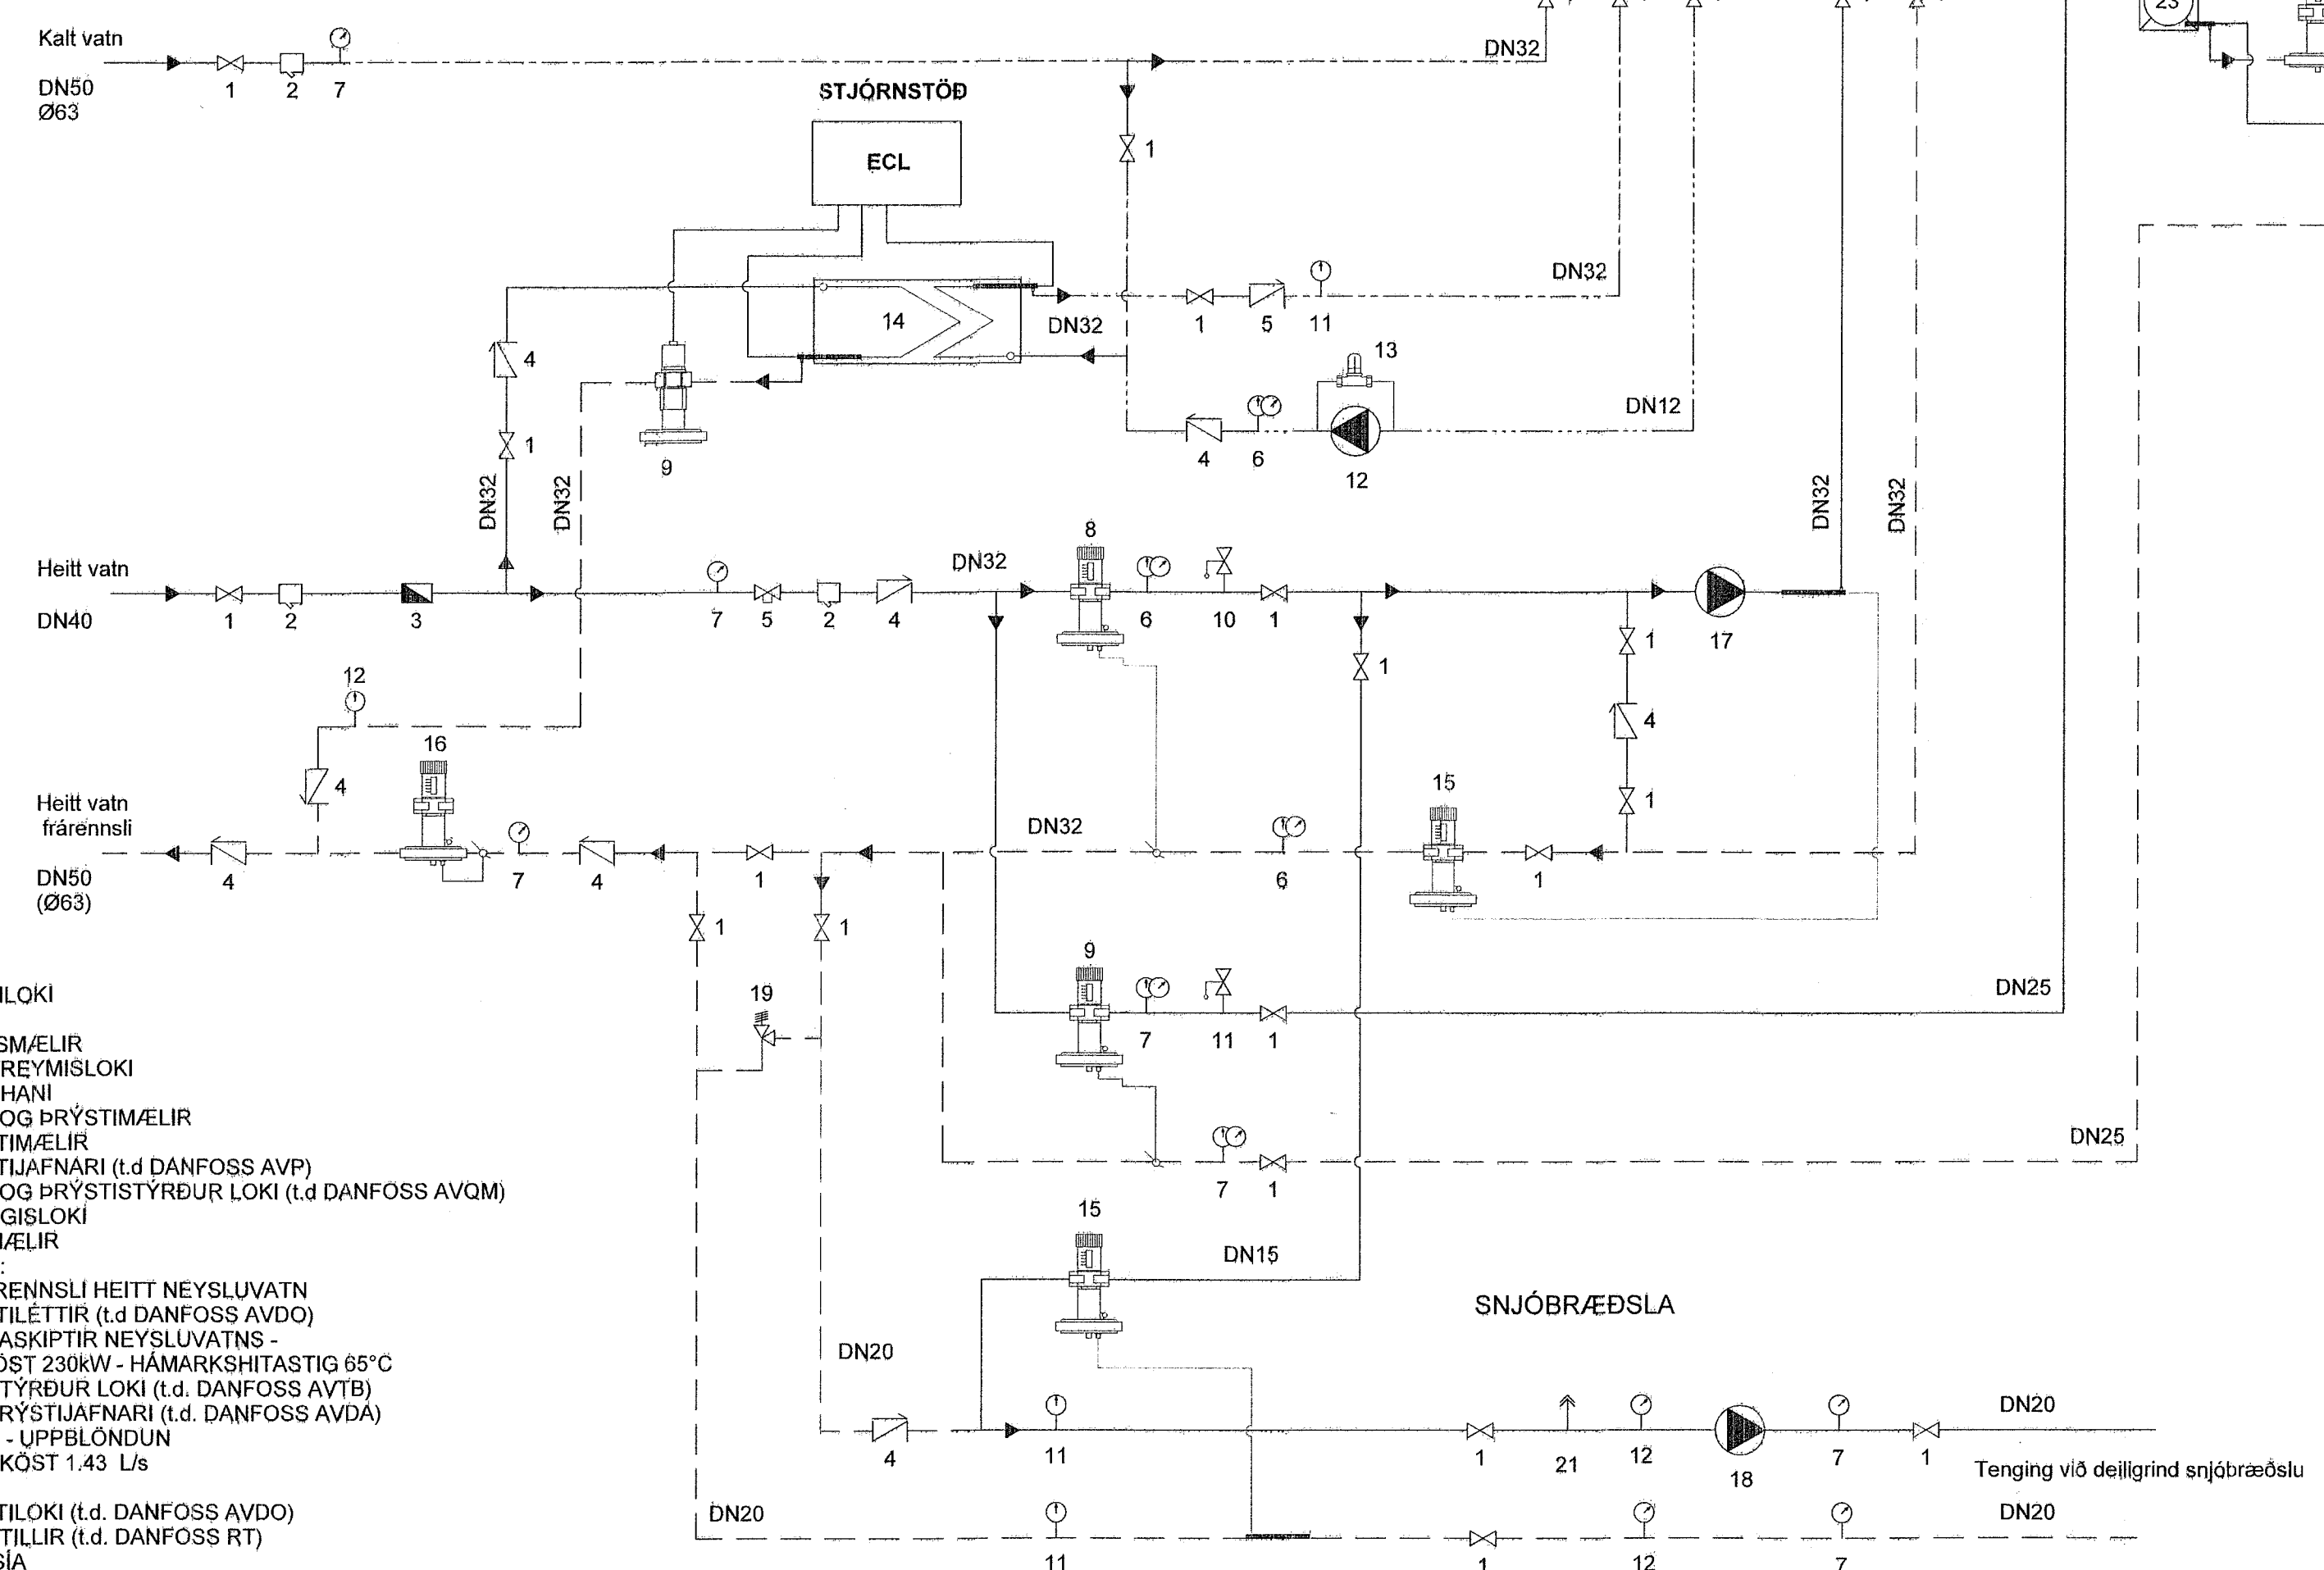 23
Kalt vatn
DN50
Ø63
1
2
7
DN32
STJÓRNSTÖÐ
ECL
1
14
DN32
DN32
1
5
11
4
1
9
13
DN12
4
6
12
DN32
DN32
DN32
DN32
Heitt vatn
DN40
1
2
3
7
5
2
4
DN32
8
6
10
1
17
1
1
4
1
12
4
16
Heitt vatn
frárennsli
DN50
(Ø63)
4
7
4
1
DN32
6
15
1
1
1
19
9
7
11
1
DN25
7
1
DN25
15
DN15
SNJÓBRÆÐSLA
DN20
4
11
1
21
12
18
7
1
DN20
Tenging við deiligrind snjóbræðslu
DN20
11
1
12
7
DN20
ILOKI
SMÆLIR
REYMISLOKI
HANI
OG ÞRÝSTIMÆLIR
TIMÆLIR
TIJAFNARI (t.d DANFOSS AVP)
OG ÞRÝSTISTÝRÐUR LOKI (t.d DANFOSS AVQM)
GISLOKI
ÆLIR
:
RENNSLI HEITT NEYSLUVATN
TILÉTTIR (t.d DANFOSS AVDO)
ASKIPTIR NEYSLUVATNS -
ÖST 230kW - HÁMARKSHITASTIG 65°C
TÝRÐUR LOKI (t.d. DANFOSS AVTB)
RÝSTIJAFNARI (t.d. DANFOSS AVDA)
- UPPBLÖNDUN
KÖST 1.43 L/s
TILOKI (t.d. DANFOSS AVDO)
TILLIR (t.d. DANFOSS RT)
SÍA